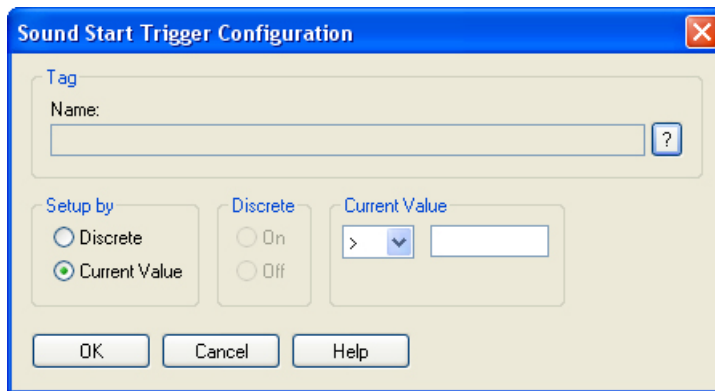 Sound Start Trigger Configuration
Tag
Name:
?
Setup by
Discrete
Current Value
Discrete
On
Off
Current Value
>
OK
Cancel
Help